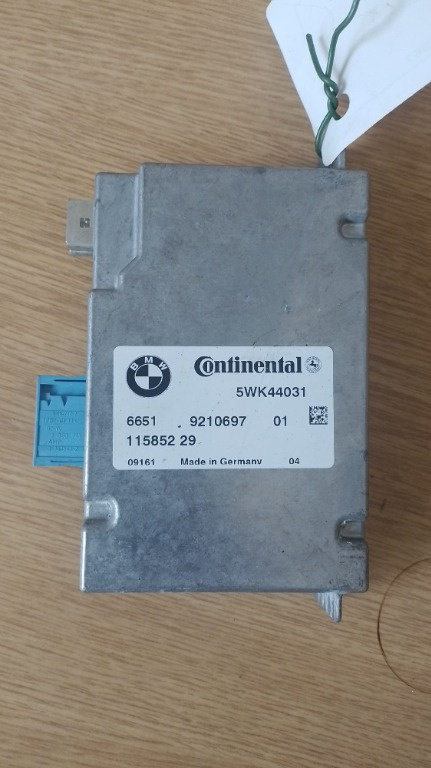 BMW Continental
5WK44031
6651 9210697 01
115852 29
09161 Made in Germany 04